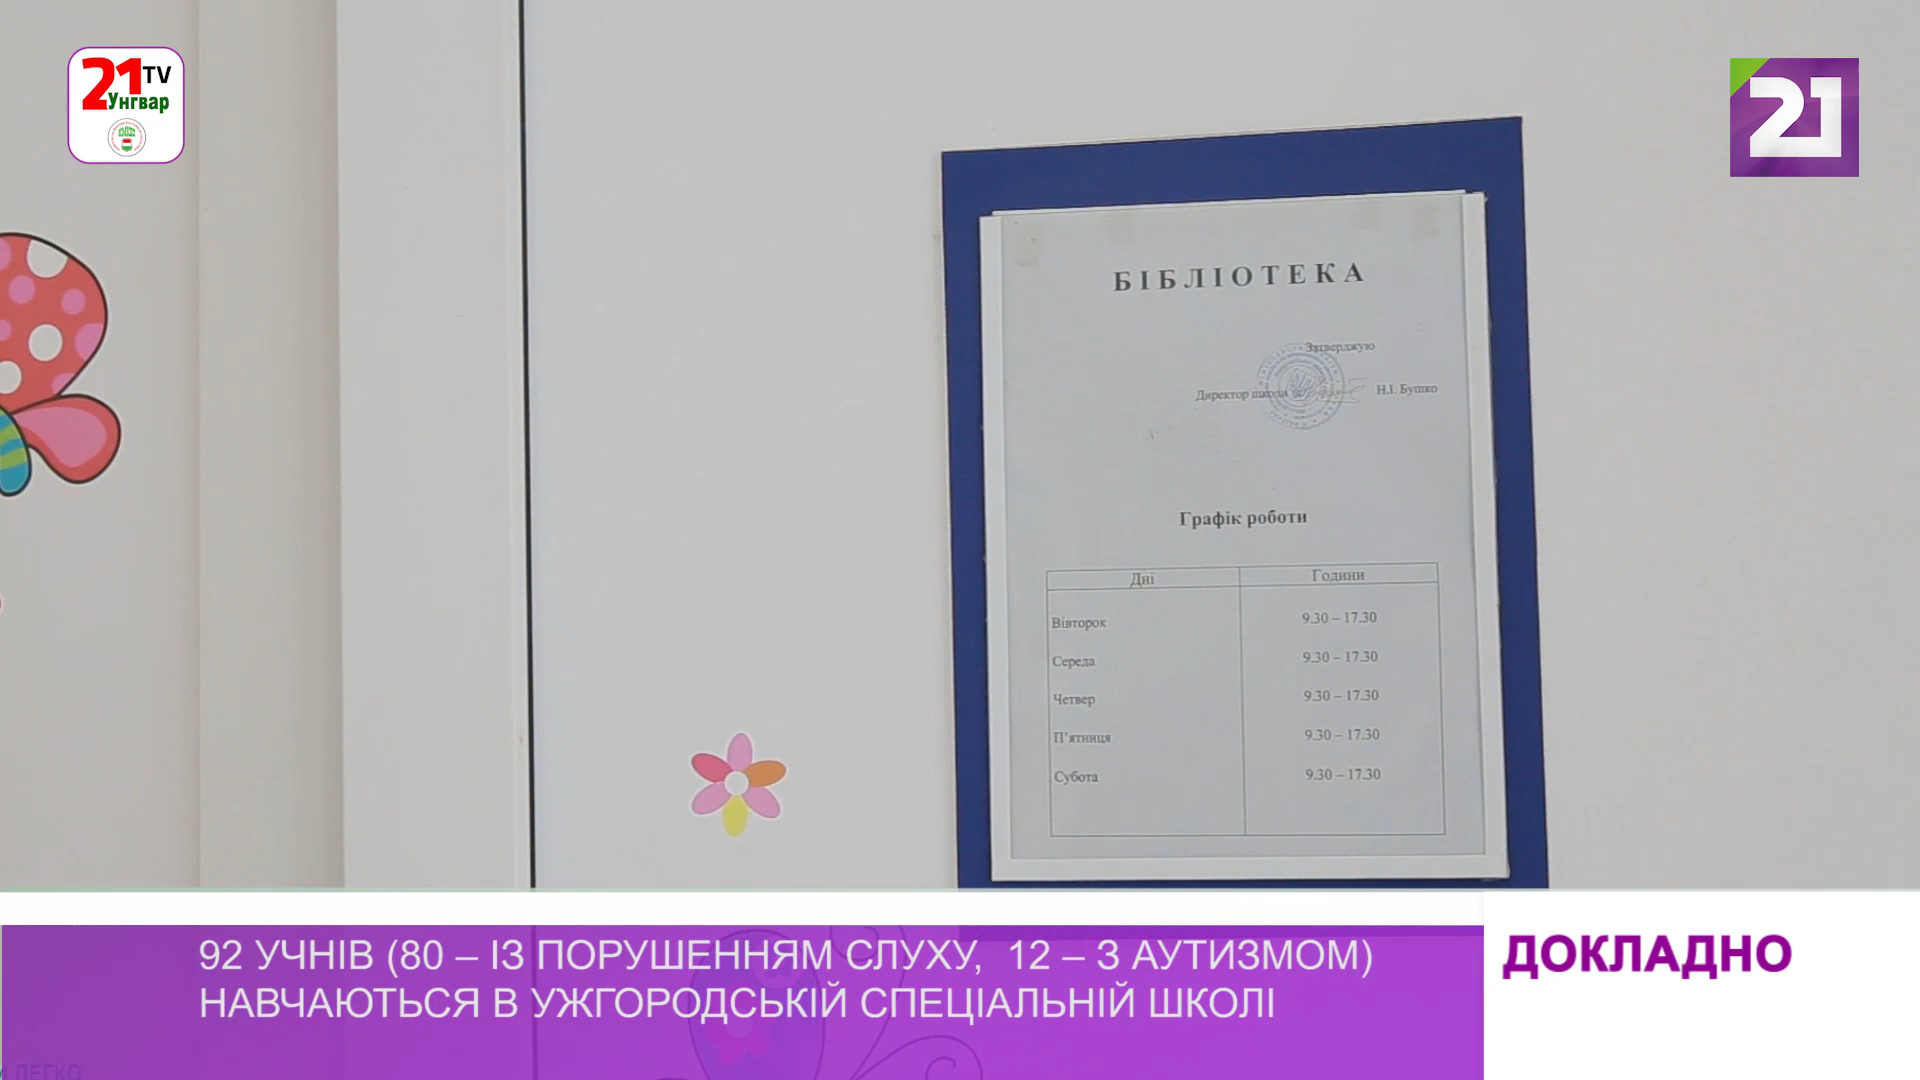 21 TV
Унгвар
21
БІБЛІОТЕКА
Затверджую
Директор школи Н.І. Бушко
Графік роботи
Дні Години
Вівторок 9.30 – 17.30
Середа 9.30 – 17.30
Четвер 9.30 – 17.30
П'ятниця 9.30 – 17.30
Субота 9.30 – 17.30
92 УЧНІВ (80 – ІЗ ПОРУШЕННЯМ СЛУХУ, 12 – З АУТИЗМОМ)
НАВЧАЮТЬСЯ В УЖГОРОДСЬКІЙ СПЕЦІАЛЬНІЙ ШКОЛІ
ДОКЛАДНО
ЛЕГКО